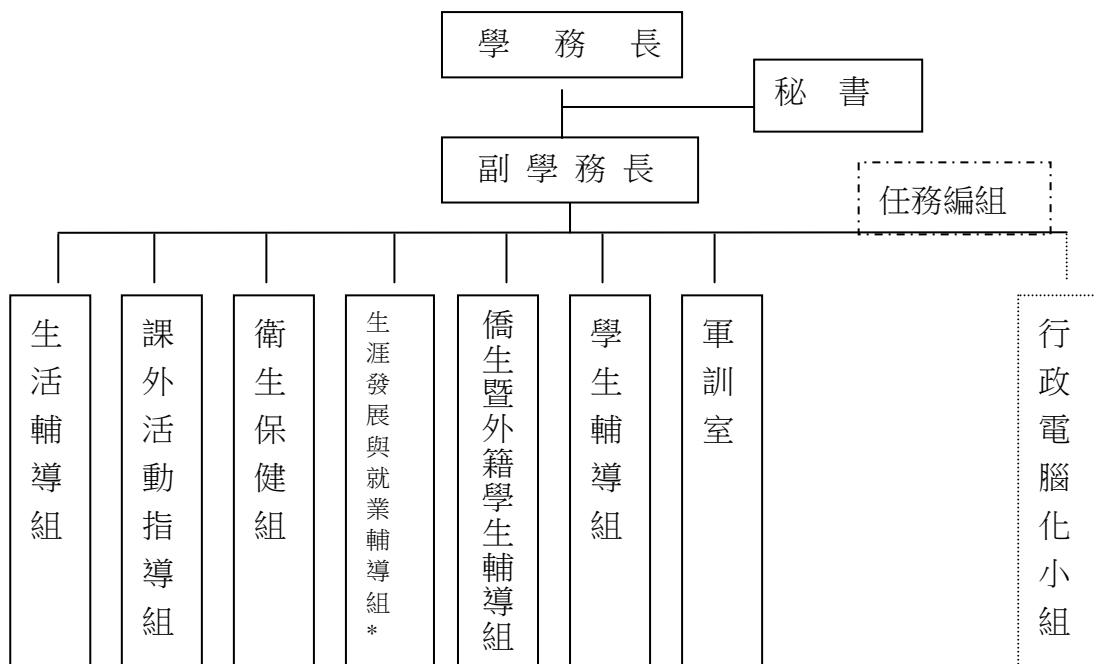 學 務 長
秘 書
副 學 務 長
任務編組
生活輔導組
課外活動指導組
衛生保健組
生涯發展與就業輔導組*
僑生暨外籍學生輔導組
學生輔導組
軍訓室
行政電腦化小組